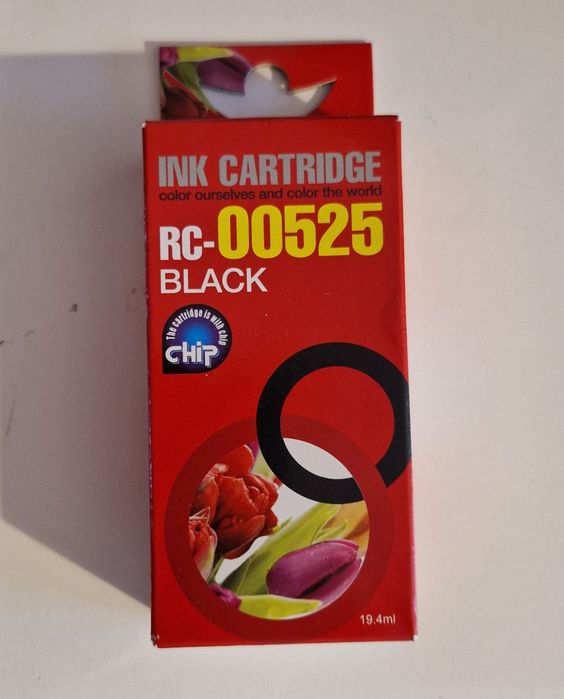 INK CARTRIDGE
color ourselves and color the world
RC-00525
BLACK
The cartridge is with chip
CHiP
19.4ml